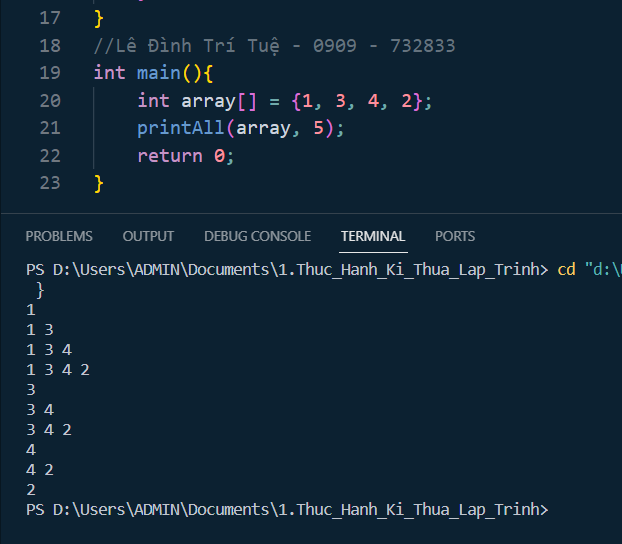 17 }
18 //Lê Đình Trí Tuệ - 0909 - 732833
19 int main(){
20 int array[] = {1, 3, 4, 2};
21 printAll(array, 5);
22 return 0;
23 }
PROBLEMS OUTPUT DEBUG CONSOLE TERMINAL PORTS
PS D:\Users\ADMIN\Documents\1.Thuc_Hanh_Ki_Thua_Lap_Trinh> cd "d:\
}
1
1 3
1 3 4
1 3 4 2
3
3 4
3 4 2
4
4 2
2
PS D:\Users\ADMIN\Documents\1.Thuc_Hanh_Ki_Thua_Lap_Trinh>